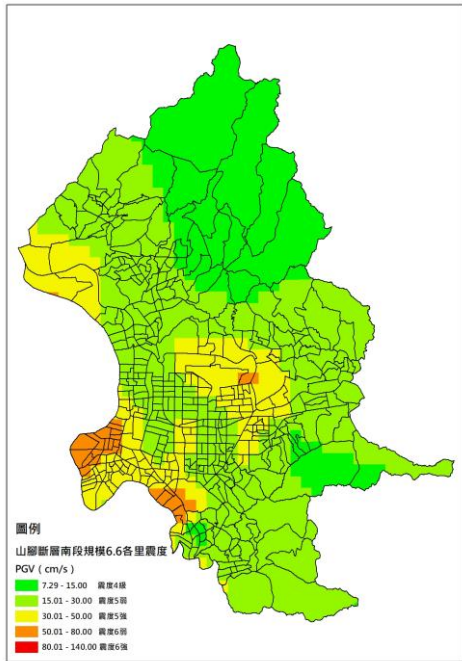 圖例
山腳斷層南段規模6.6各里震度
PGV ( cm/s )
7.29 - 15.00 震度4級
15.01 - 30.00 震度5弱
30.01 - 50.00 震度5強
50.01 - 80.00 震度6弱
80.01 - 140.00 震度6強